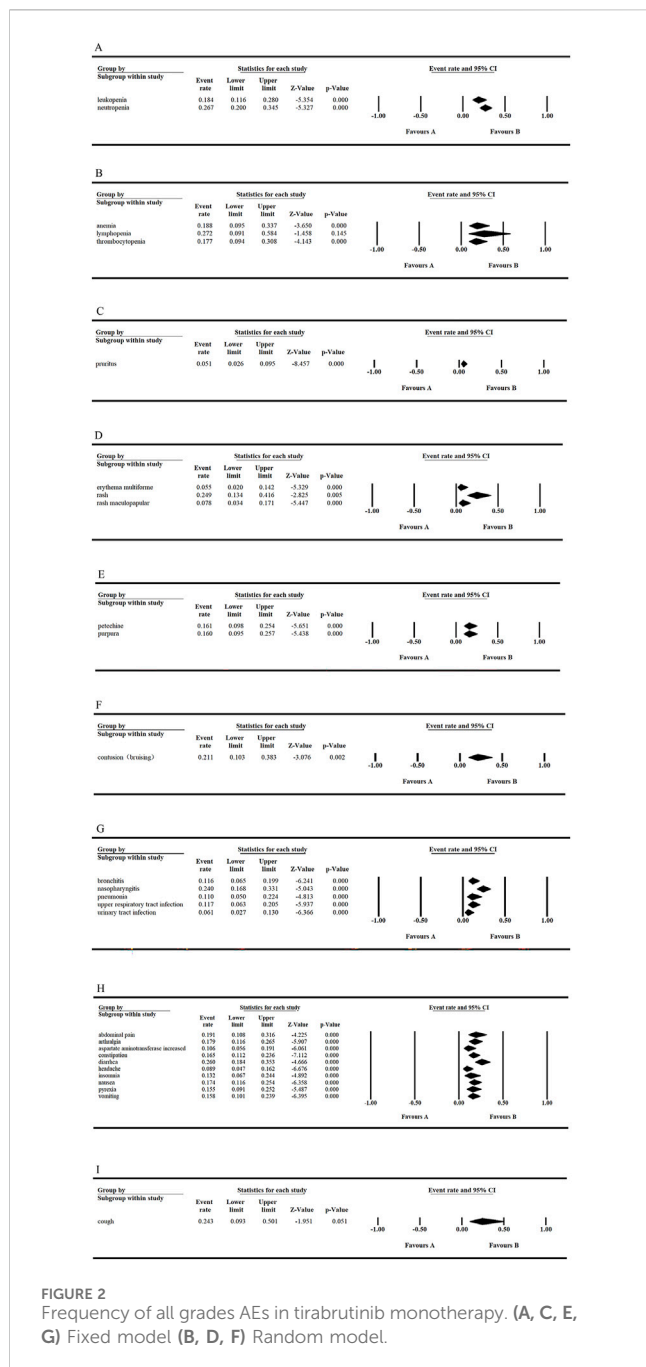 A
Group by Statistics for each study Event rate and 95% CI
Subgroup within study
Event Lower Upper
rate limit limit Z-Value p-Value
leukopenia 0.184 0.116 0.280 -5.354 0.000
neutropenia 0.267 0.200 0.345 -5.327 0.000
-1.00 -0.50 0.00 0.50 1.00
Favours A Favours B
B
Group by Statistics for each study Event rate and 95% CI
Subgroup within study
Event Lower Upper
rate limit limit Z-Value p-Value
anemia 0.188 0.095 0.337 -3.650 0.000
lymphopenia 0.272 0.091 0.584 -1.458 0.145
thrombocytopenia 0.177 0.094 0.308 -4.143 0.000
-1.00 -0.50 0.00 0.50 1.00
Favours A Favours B
C
Group by Statistics for each study Event rate and 95% CI
Subgroup within study
Event Lower Upper
rate limit limit Z-Value p-Value
pruritus 0.051 0.026 0.095 -8.457 0.000
-1.00 -0.50 0.00 0.50 1.00
Favours A Favours B
D
Group by Statistics for each study Event rate and 95% CI
Subgroup within study
Event Lower Upper
rate limit limit Z-Value p-Value
erythema multiforme 0.055 0.020 0.142 -5.329 0.000
rash 0.249 0.134 0.416 -2.825 0.005
rash maculopapular 0.078 0.034 0.171 -5.447 0.000
-1.00 -0.50 0.00 0.50 1.00
Favours A Favours B
E
Group by Statistics for each study Event rate and 95% CI
Subgroup within study
Event Lower Upper
rate limit limit Z-Value p-Value
petechiae 0.161 0.098 0.254 -5.651 0.000
purpura 0.160 0.095 0.257 -5.438 0.000
-1.00 -0.50 0.00 0.50 1.00
Favours A Favours B
F
Group by Statistics for each study Event rate and 95% CI
Subgroup within study
Event Lower Upper
rate limit limit Z-Value p-Value
contusion（bruising） 0.211 0.103 0.383 -3.076 0.002
-1.00 -0.50 0.00 0.50 1.00
Favours A Favours B
G
Group by Statistics for each study Event rate and 95% CI
Subgroup within study
Event Lower Upper
rate limit limit Z-Value p-Value
bronchitis 0.116 0.065 0.199 -6.241 0.000
nasopharyngitis 0.240 0.168 0.331 -5.043 0.000
pneumonia 0.110 0.050 0.224 -4.813 0.000
upper respiratory tract infection 0.117 0.063 0.205 -5.937 0.000
urinary tract infection 0.061 0.027 0.130 -6.366 0.000
-1.00 -0.50 0.00 0.50 1.00
Favours A Favours B
H
Group by Statistics for each study Event rate and 95% CI
Subgroup within study
Event Lower Upper
rate limit limit Z-Value p-Value
abdominal pain 0.191 0.108 0.316 -4.225 0.000
arthralgia 0.179 0.116 0.265 -5.907 0.000
aspartate aminotransferase increased 0.106 0.056 0.191 -6.061 0.000
constipation 0.165 0.112 0.236 -7.112 0.000
diarrhea 0.260 0.184 0.353 -4.666 0.000
headache 0.089 0.047 0.162 -6.676 0.000
insomnia 0.132 0.067 0.244 -4.892 0.000
nausea 0.174 0.116 0.254 -6.358 0.000
pyrexia 0.155 0.091 0.252 -5.487 0.000
vomiting 0.158 0.101 0.239 -6.395 0.000
-1.00 -0.50 0.00 0.50 1.00
Favours A Favours B
I
Group by Statistics for each study Event rate and 95% CI
Subgroup within study
Event Lower Upper
rate limit limit Z-Value p-Value
cough 0.243 0.093 0.501 -1.951 0.051
-1.00 -0.50 0.00 0.50 1.00
Favours A Favours B
FIGURE 2
Frequency of all grades AEs in tirabrutinib monotherapy. (A, C, E,
G) Fixed model (B, D, F) Random model.